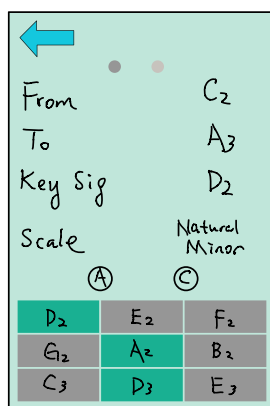 From C2
To A3
Key Sig D2
Scale Natural Minor
A C
D2 E2 F2
G2 A2 B2
C3 D3 E3